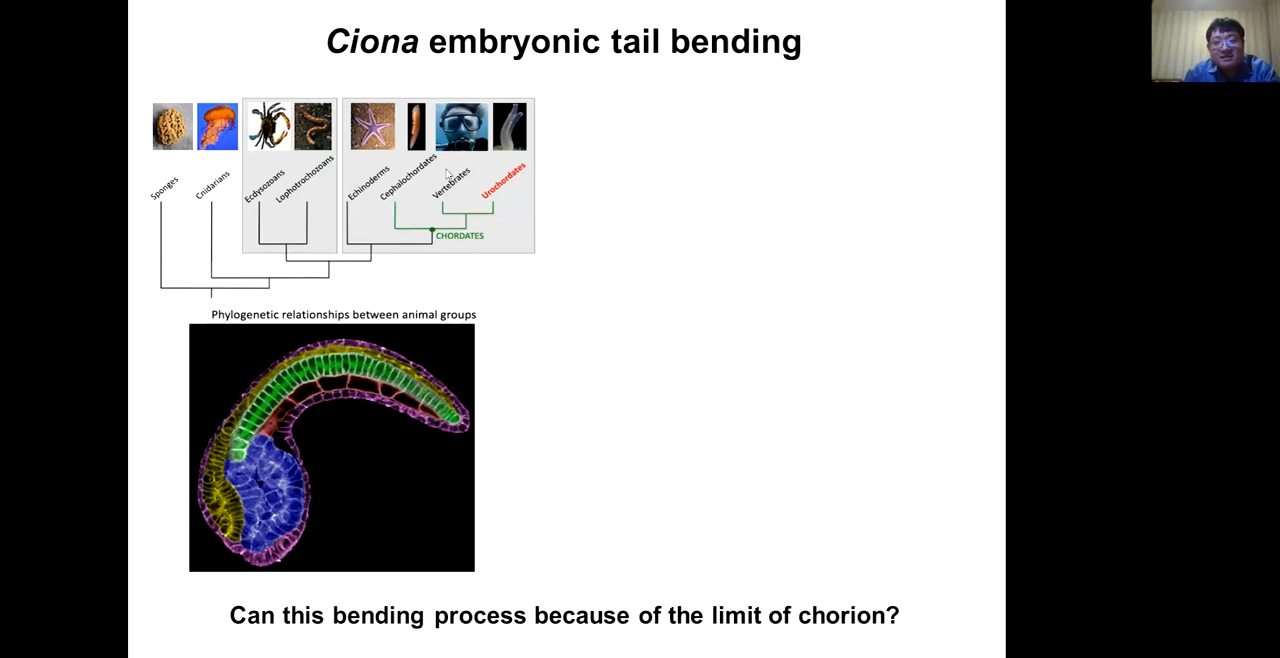 Ciona embryonic tail bending
Sponges
Cnidarians
Ecdysozoans
Lophotrochozoans
Echinoderms
Cephalochordates
Vertebrates
Urochordates
CHORDATES
Phylogenetic relationships between animal groups
Can this bending process because of the limit of chorion?